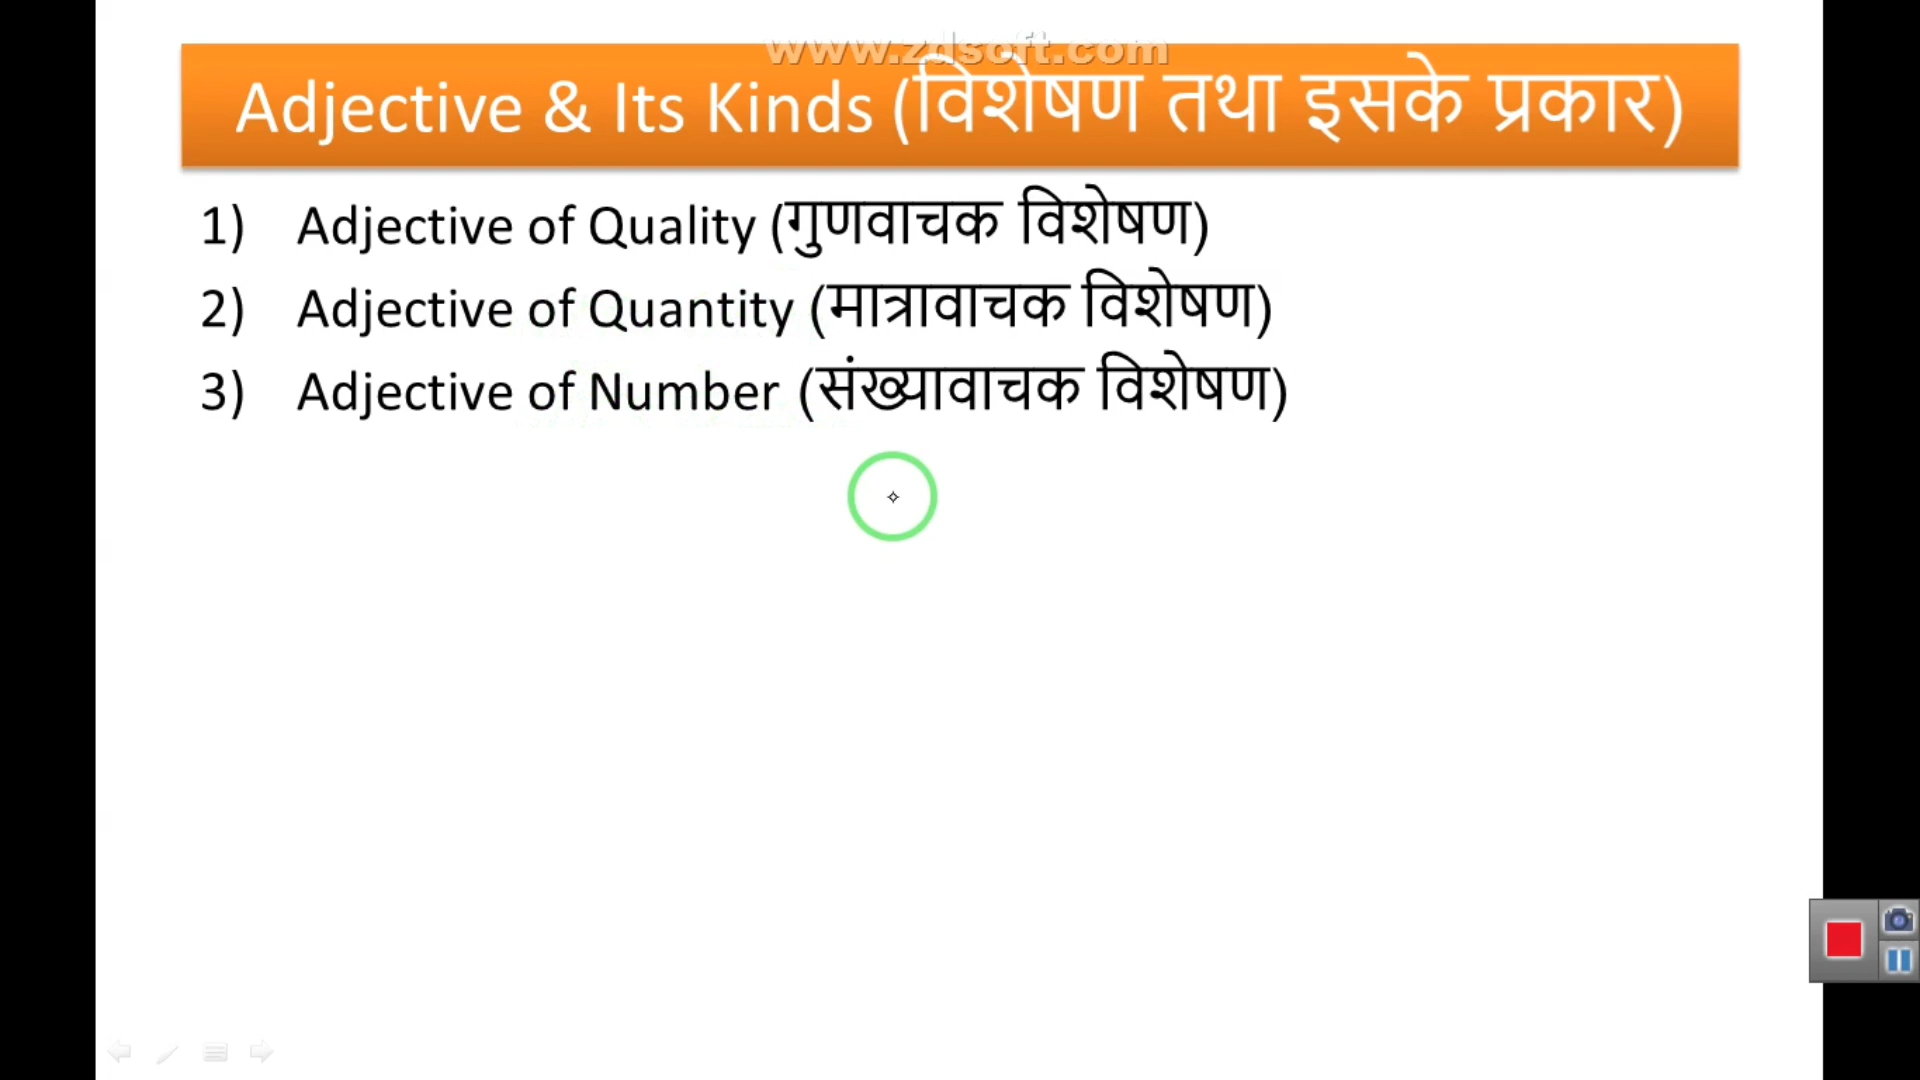 www.zdsoft.com
Adjective & Its Kinds (विशेषण तथा इसके प्रकार)
1) Adjective of Quality (गुणवाचक विशेषण)
2) Adjective of Quantity (मात्रावाचक विशेषण)
3) Adjective of Number (संख्यावाचक विशेषण)